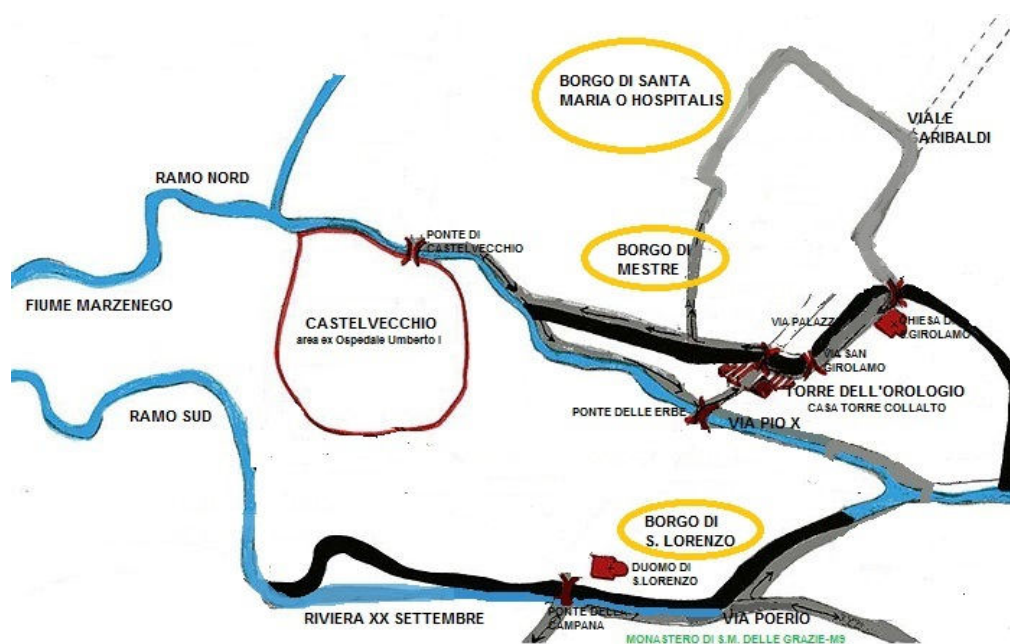 BORGO DI SANTA
MARIA O HOSPITALIS
VIALE
GARIBALDI
RAMO NORD
PONTE DI
CASTELVECCHIO
BORGO DI
MESTRE
FIUME MARZENEGO
CASTELVECCHIO
area ex Ospedale Umberto I
VIA PALAZZO
CHIESA DI
S.GIROLAMO
VIA SAN
GIROLAMO
TORRE DELL'OROLOGIO
CASA TORRE COLLALTO
RAMO SUD
PONTE DELLE ERBE
VIA PIO X
BORGO DI
S. LORENZO
DUOMO DI
S.LORENZO
RIVIERA XX SETTEMBRE
PONTE DELLA
CAMPANA
VIA POERIO
MONASTERO DI S.M. DELLE GRAZIE-M9